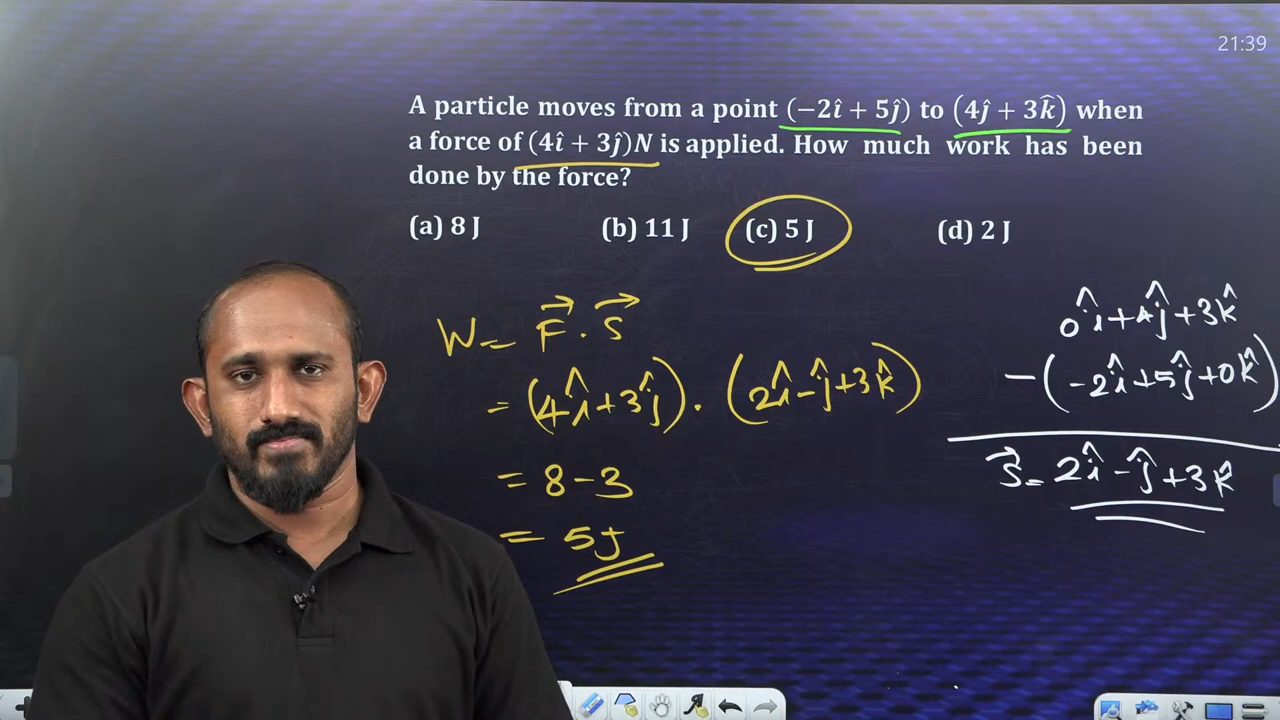 21:39
A particle moves from a point (−2î + 5ĵ) to (4ĵ + 3k̂) when
a force of (4î + 3ĵ)N is applied. How much work has been
done by the force?
(a) 8 J (b) 11 J (c) 5 J (d) 2 J
W = F⃗ . S⃗
= (4î + 3ĵ) . (2î − ĵ + 3k̂)
= 8 − 3
= 5J
0î + 4ĵ + 3k̂
− (−2î + 5ĵ + 0k̂)
S⃗ = 2î − ĵ + 3k̂